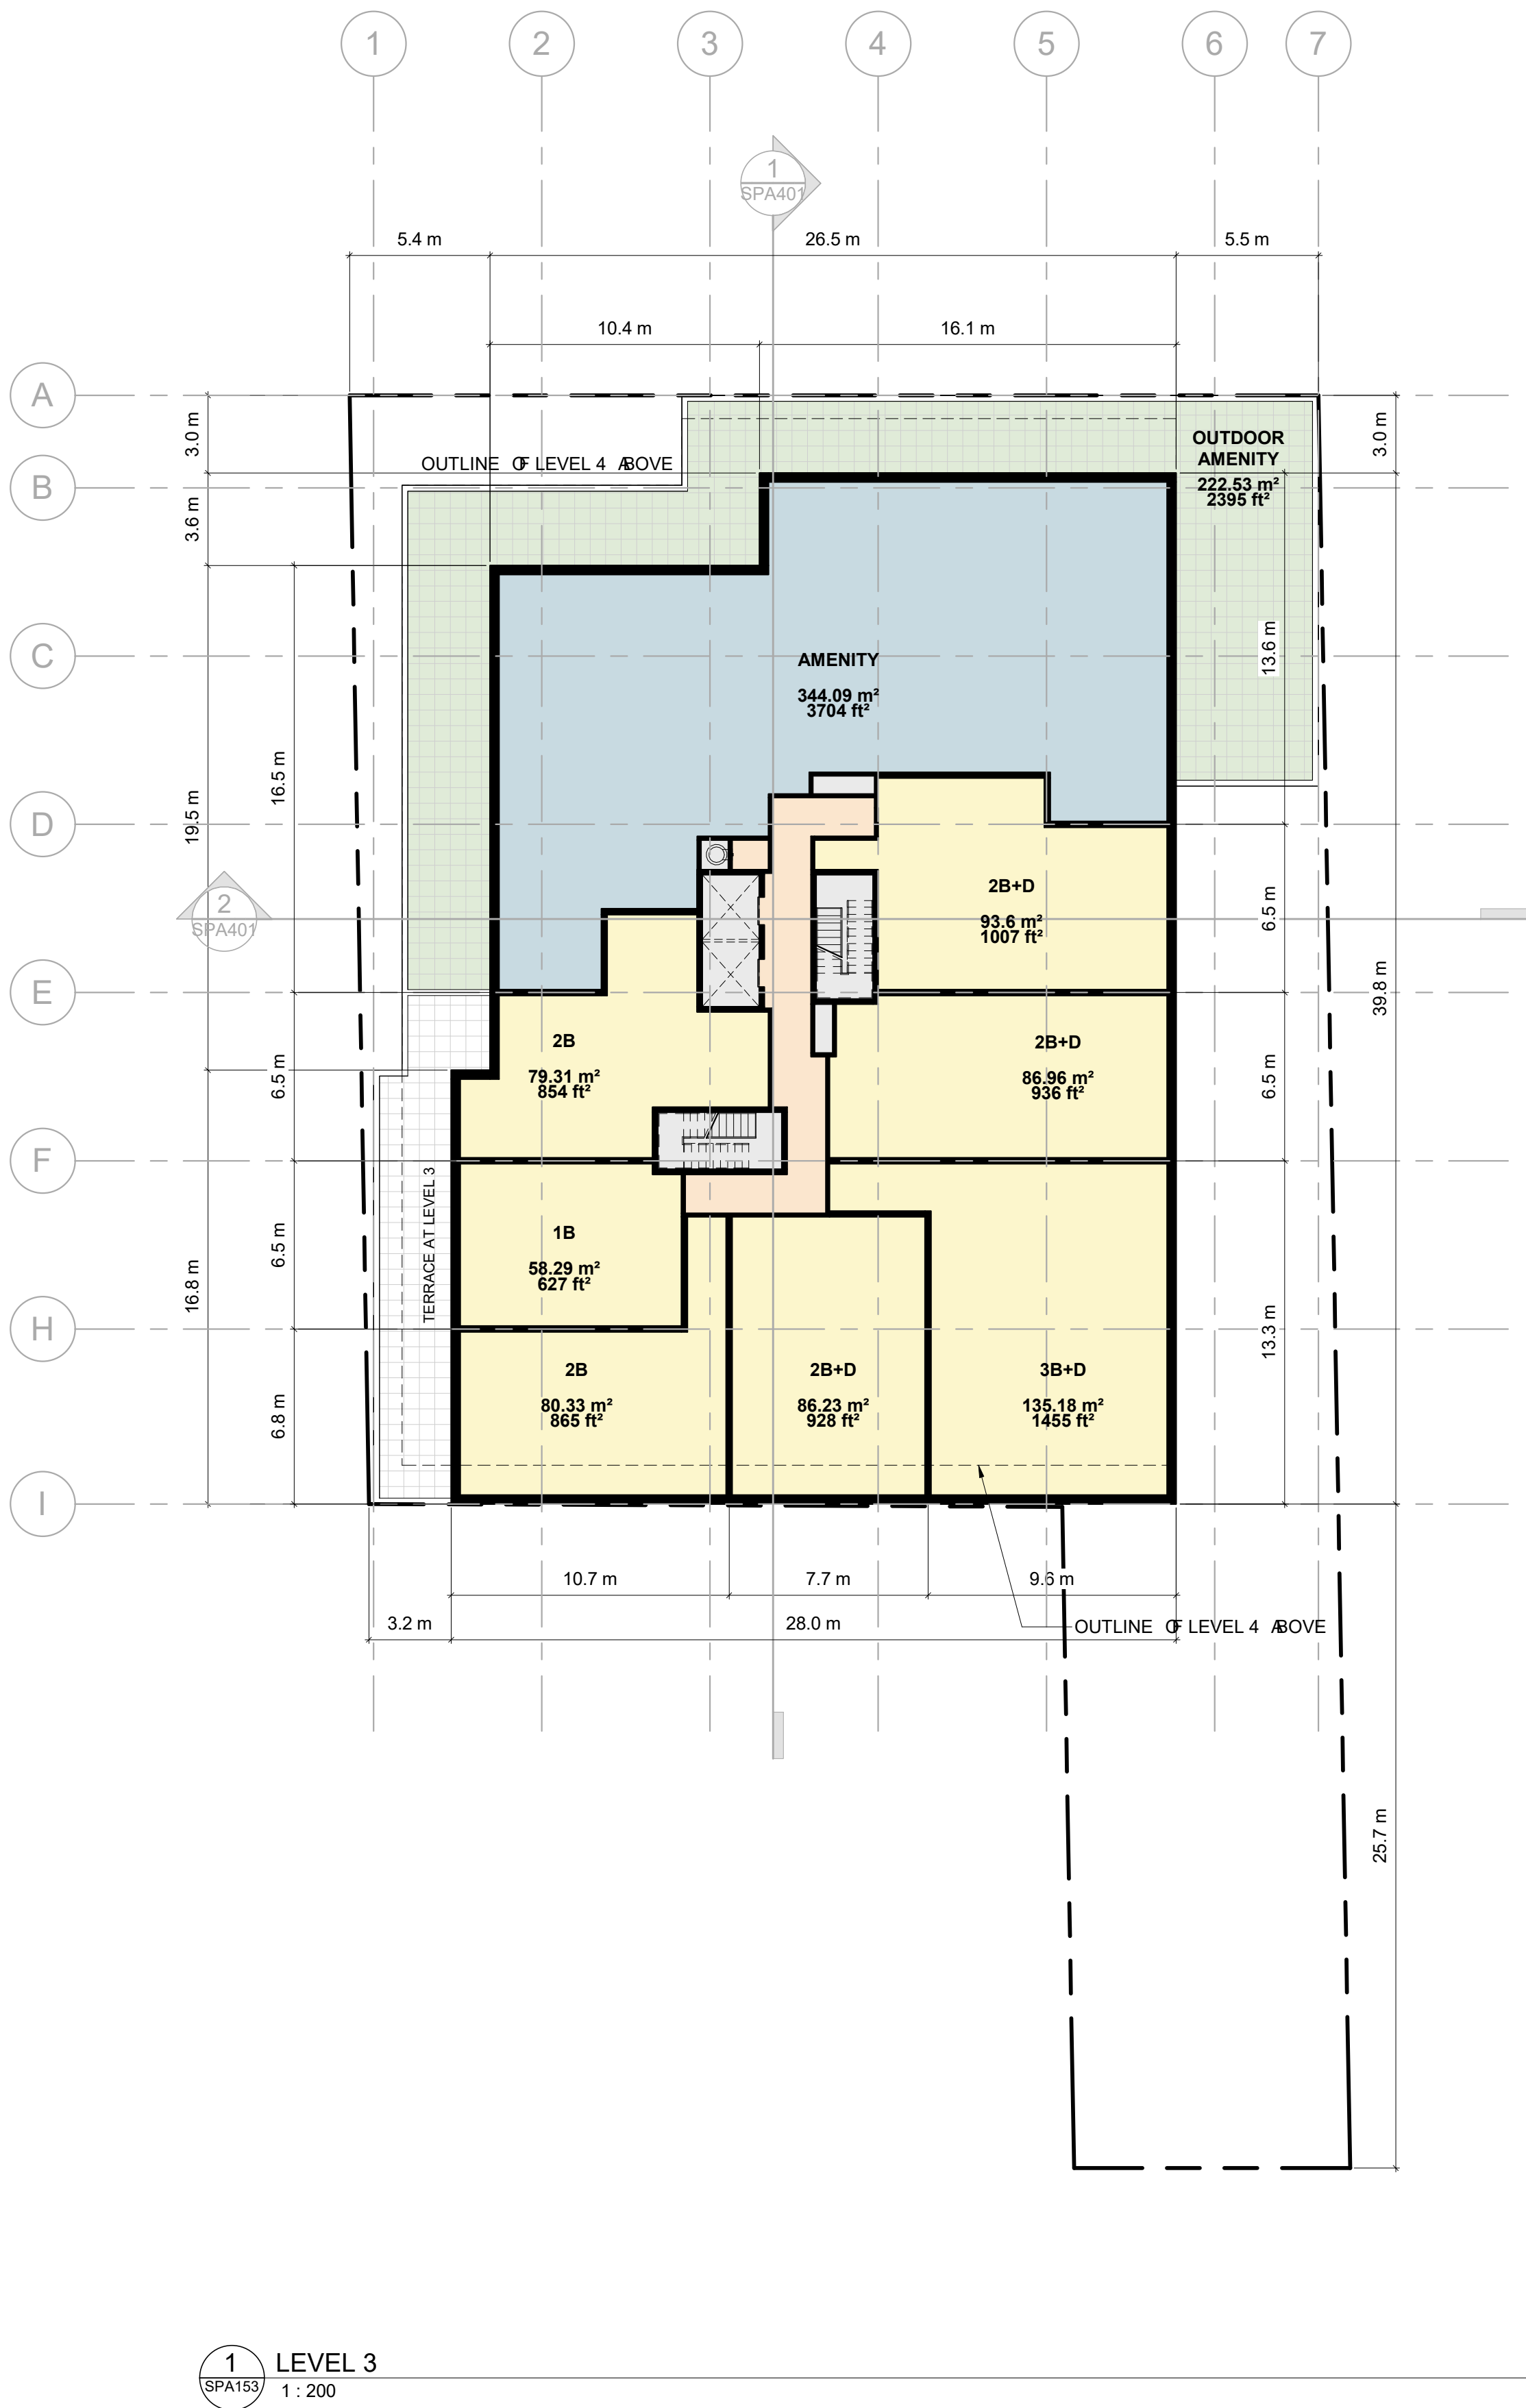 1
2
3
4
5
6
7
1
SPA401
5.4 m
26.5 m
5.5 m
10.4 m
16.1 m
A
B
C
D
E
F
H
I
3.0 m
3.6 m
19.5 m
16.8 m
16.5 m
6.5 m
6.5 m
6.8 m
OUTLINE OF LEVEL 4 ABOVE
OUTDOOR
AMENITY
222.53 m²
2395 ft²
3.0 m
13.6 m
6.5 m
6.5 m
13.3 m
39.8 m
25.7 m
AMENITY
344.09 m²
3704 ft²
2
SPA401
2B+D
93.6 m²
1007 ft²
2B
79.31 m²
854 ft²
2B+D
86.96 m²
936 ft²
TERRACE AT LEVEL 3
1B
58.29 m²
627 ft²
2B
80.33 m²
865 ft²
2B+D
86.23 m²
928 ft²
3B+D
135.18 m²
1455 ft²
10.7 m
7.7 m
9.6 m
3.2 m
28.0 m
OUTLINE OF LEVEL 4 ABOVE
1
SPA153
LEVEL 3
1 : 200